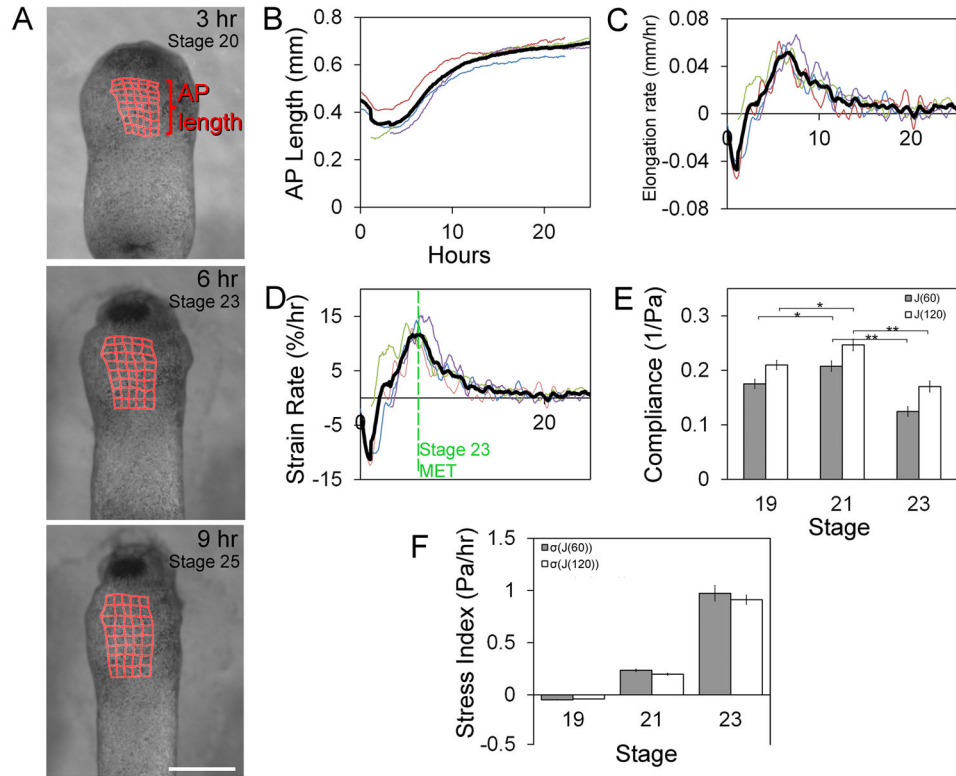 A
3 hr
Stage 20
AP
length
6 hr
Stage 23
9 hr
Stage 25
B
AP Length (mm)
0.8
0.6
0.4
0.2
0
0
10
20
Hours
C
Elongation rate (mm/hr)
0.08
0.04
0
-0.04
-0.08
0
10
20
D
Strain Rate (%/hr)
15
5
-5
-15
0
20
Stage 23
MET
E
Compliance (1/Pa)
0.3
0.2
0.1
0
J(60)
J(120)
*
*
**
**
19
21
23
Stage
F
Stress Index (Pa/hr)
1.5
1
0.5
0
-0.5
σ(J(60))
σ(J(120))
19
21
23
Stage